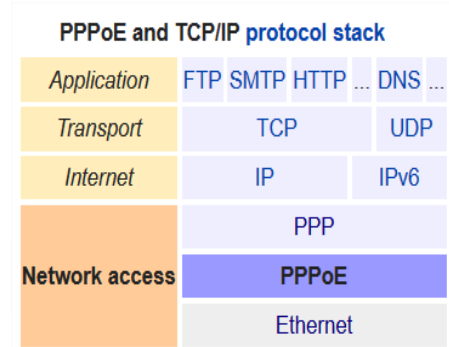 PPPoE and TCP/IP protocol stack
Application FTP SMTP HTTP ... DNS ...
Transport TCP UDP
Internet IP IPv6
Network access PPP
PPPoE
Ethernet